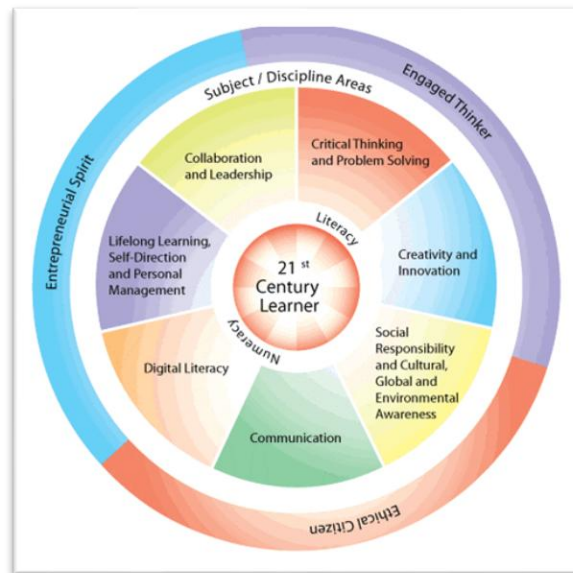 Entrepreneurial Spirit
Engaged Thinker
Ethical Citizen
Subject / Discipline Areas
Critical Thinking
and Problem Solving
Creativity and
Innovation
Social
Responsibility
and Cultural,
Global and
Environmental
Awareness
Communication
Digital Literacy
Lifelong Learning,
Self-Direction
and Personal
Management
Collaboration
and Leadership
Literacy
Numeracy
21 st
Century
Learner